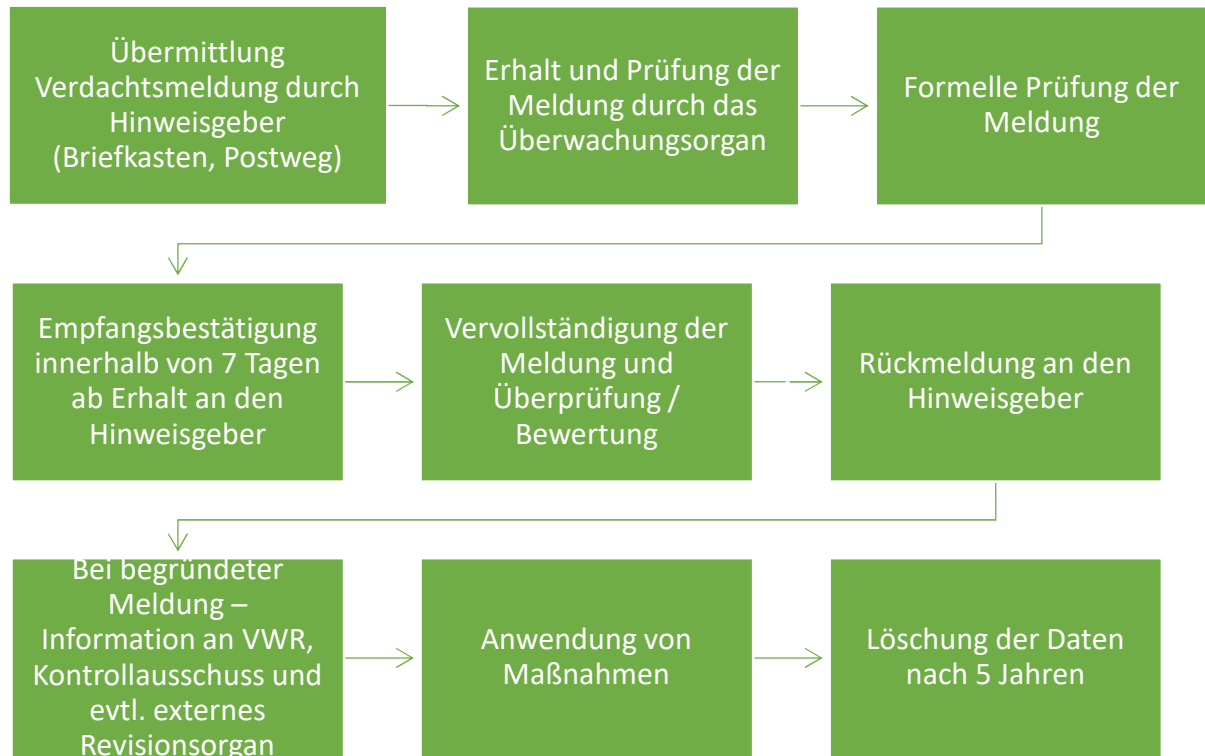 Übermittlung
Verdachtsmeldung durch
Hinweisgeber
(Briefkasten, Postweg)
Erhalt und Prüfung der
Meldung durch das
Überwachungsorgan
Formelle Prüfung der
Meldung
Empfangsbestätigung
innerhalb von 7 Tagen
ab Erhalt an den
Hinweisgeber
Vervollständigung der
Meldung und
Überprüfung /
Bewertung
Rückmeldung an den
Hinweisgeber
Bei begründeter
Meldung –
Information an VWR,
Kontrollausschuss und
evtl. externes
Revisionsorgan
Anwendung von
Maßnahmen
Löschung der Daten
nach 5 Jahren